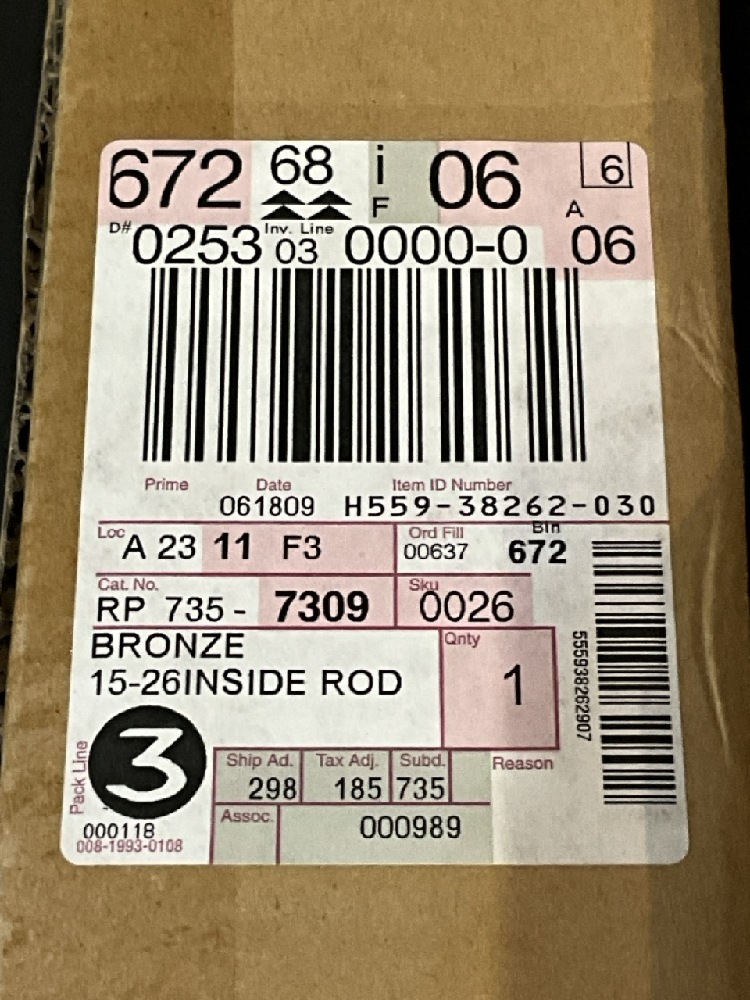 672 68 i 06 6
F A
D# 0253 Inv. Line 03 0000-0 06
Prime Date Item ID Number
061809 H559-38262-030
Loc A 23 11 F3 Ord Fill 00637 Bin 672
Cat. No. RP 735 - 7309 Sku 0026
BRONZE
15-26INSIDE ROD
Qnty 1
555938262907
Pack Line 3
Ship Ad. 298 Tax Adj. 185 Subd. 735 Reason
Assoc. 000989
000118
008-1993-0108